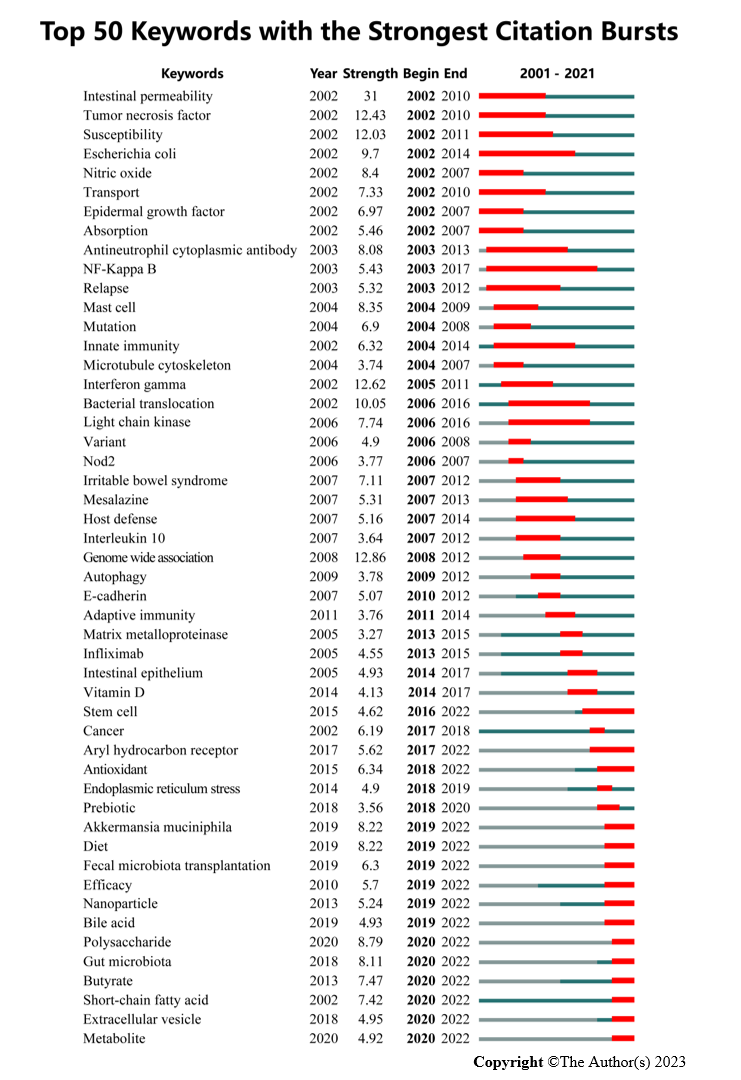 Top 50 Keywords with the Strongest Citation Bursts
Keywords Year Strength Begin End 2001 - 2021
Intestinal permeability 2002 31 2002 2010
Tumor necrosis factor 2002 12.43 2002 2010
Susceptibility 2002 12.03 2002 2011
Escherichia coli 2002 9.7 2002 2014
Nitric oxide 2002 8.4 2002 2007
Transport 2002 7.33 2002 2010
Epidermal growth factor 2002 6.97 2002 2007
Absorption 2002 5.46 2002 2007
Antineutrophil cytoplasmic antibody 2003 8.08 2003 2013
NF-Kappa B 2003 5.43 2003 2017
Relapse 2003 5.32 2003 2012
Mast cell 2004 8.35 2004 2009
Mutation 2004 6.9 2004 2008
Innate immunity 2002 6.32 2004 2014
Microtubule cytoskeleton 2004 3.74 2004 2007
Interferon gamma 2002 12.62 2005 2011
Bacterial translocation 2002 10.05 2006 2016
Light chain kinase 2006 7.74 2006 2016
Variant 2006 4.9 2006 2008
Nod2 2006 3.77 2006 2007
Irritable bowel syndrome 2007 7.11 2007 2012
Mesalazine 2007 5.31 2007 2013
Host defense 2007 5.16 2007 2014
Interleukin 10 2007 3.64 2007 2012
Genome wide association 2008 12.86 2008 2012
Autophagy 2009 3.78 2009 2012
E-cadherin 2007 5.07 2010 2012
Adaptive immunity 2011 3.76 2011 2014
Matrix metalloproteinase 2005 3.27 2013 2015
Infliximab 2005 4.55 2013 2015
Intestinal epithelium 2005 4.93 2014 2017
Vitamin D 2014 4.13 2014 2017
Stem cell 2015 4.62 2016 2022
Cancer 2002 6.19 2017 2018
Aryl hydrocarbon receptor 2017 5.62 2017 2022
Antioxidant 2015 6.34 2018 2022
Endoplasmic reticulum stress 2014 4.9 2018 2019
Prebiotic 2018 3.56 2018 2020
Akkermansia muciniphila 2019 8.22 2019 2022
Diet 2019 8.22 2019 2022
Fecal microbiota transplantation 2019 6.3 2019 2022
Efficacy 2010 5.7 2019 2022
Nanoparticle 2013 5.24 2019 2022
Bile acid 2019 4.93 2019 2022
Polysaccharide 2020 8.79 2020 2022
Gut microbiota 2018 8.11 2020 2022
Butyrate 2013 7.47 2020 2022
Short-chain fatty acid 2002 7.42 2020 2022
Extracellular vesicle 2018 4.95 2020 2022
Metabolite 2020 4.92 2020 2022
Copyright ©The Author(s) 2023